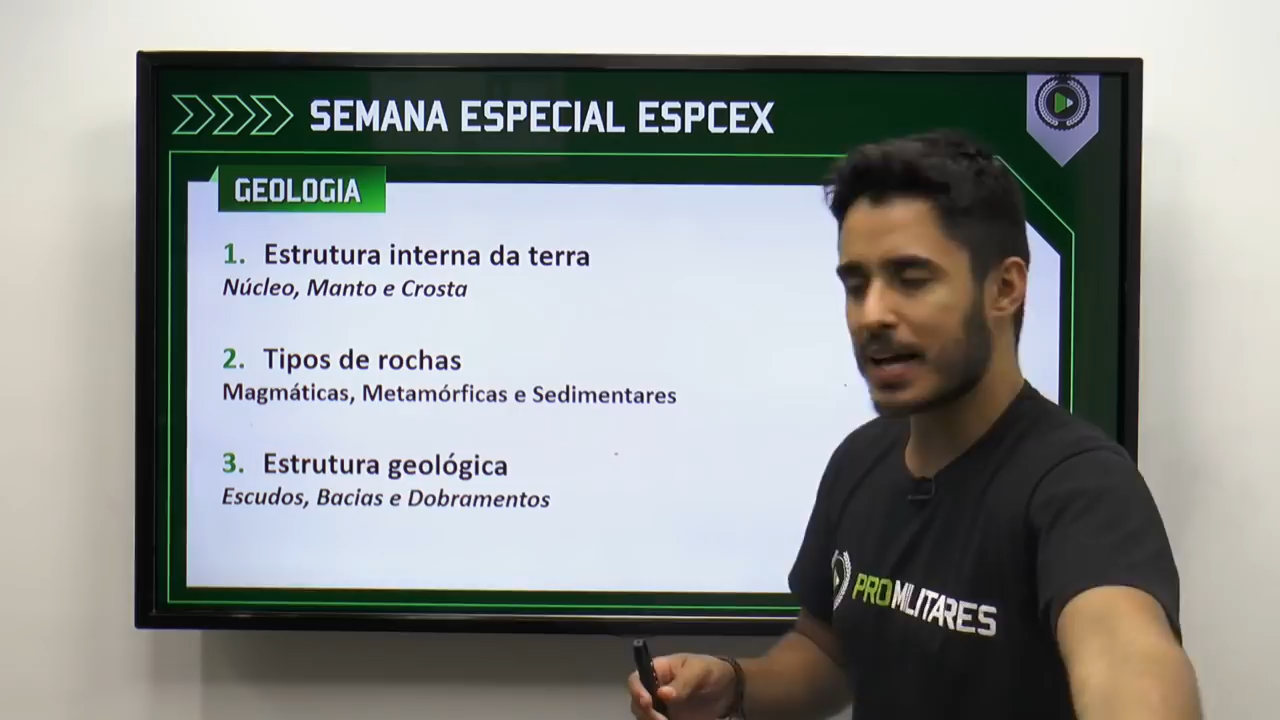 SEMANA ESPECIAL ESPCEX
GEOLOGIA
1. Estrutura interna da terra
Núcleo, Manto e Crosta
2. Tipos de rochas
Magmáticas, Metamórficas e Sedimentares
3. Estrutura geológica
Escudos, Bacias e Dobramentos
PROMILITARES